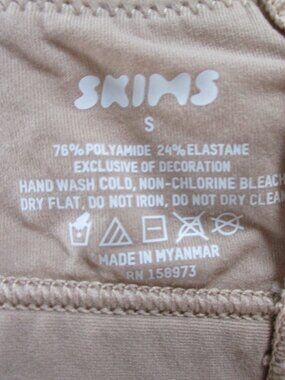 SKIMS
S
76% POLYAMIDE 24% ELASTANE
EXCLUSIVE OF DECORATION
HAND WASH COLD, NON-CHLORINE BLEACH
DRY FLAT, DO NOT IRON, DO NOT DRY CLEAN
MADE IN MYANMAR
RN 158973